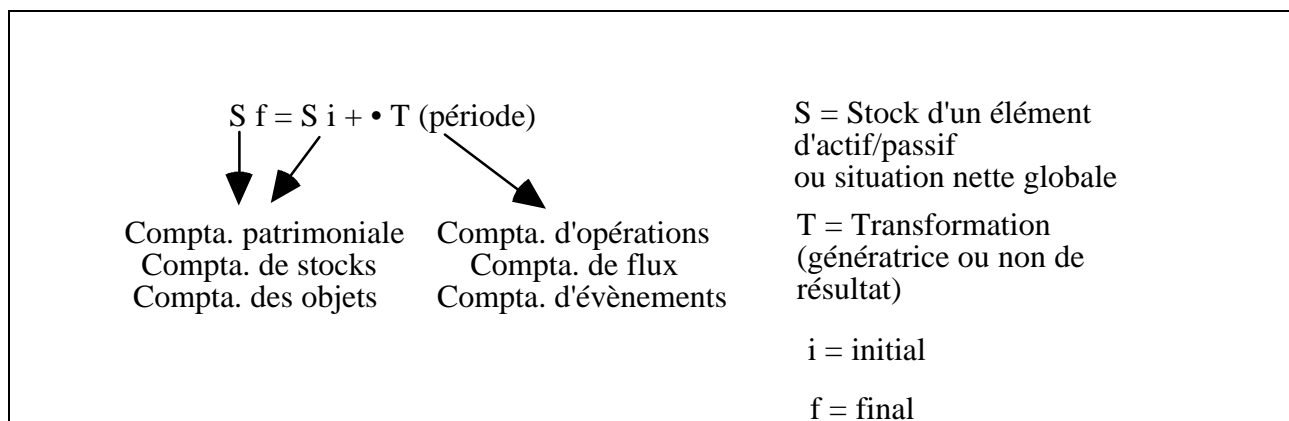 S f = S i + • T (période)
Compta. patrimoniale
Compta. de stocks
Compta. des objets
Compta. d'opérations
Compta. de flux
Compta. d'évènements
S = Stock d'un élément
d'actif/passif
ou situation nette globale
T = Transformation
(génératrice ou non de
résultat)
i = initial
f = final